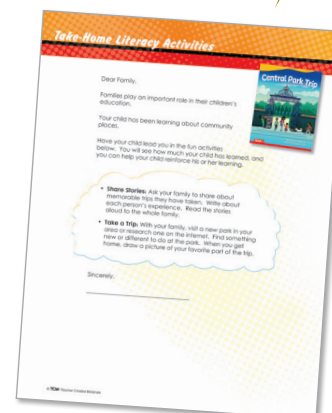 Take-Home Literacy Activities
Central Park Trip
Dear Family,
Families play an important role in their children's
education.
Your child has been learning about community
places.
Have your child lead you in the fun activities
below. You will see how much your child has learned, and
you can help your child reinforce his or her learning.
• Share Stories: Ask your family to share about
memorable trips they have taken. Write about
each person's experience. Read the stories
aloud to the whole family.
• Take a Trip: With your family, visit a new park in your
area or research one on the internet. Find something
new or different to do at the park. When you get
home, draw a picture of your favorite part of the trip.
Sincerely,
© TCM Teacher Created Materials